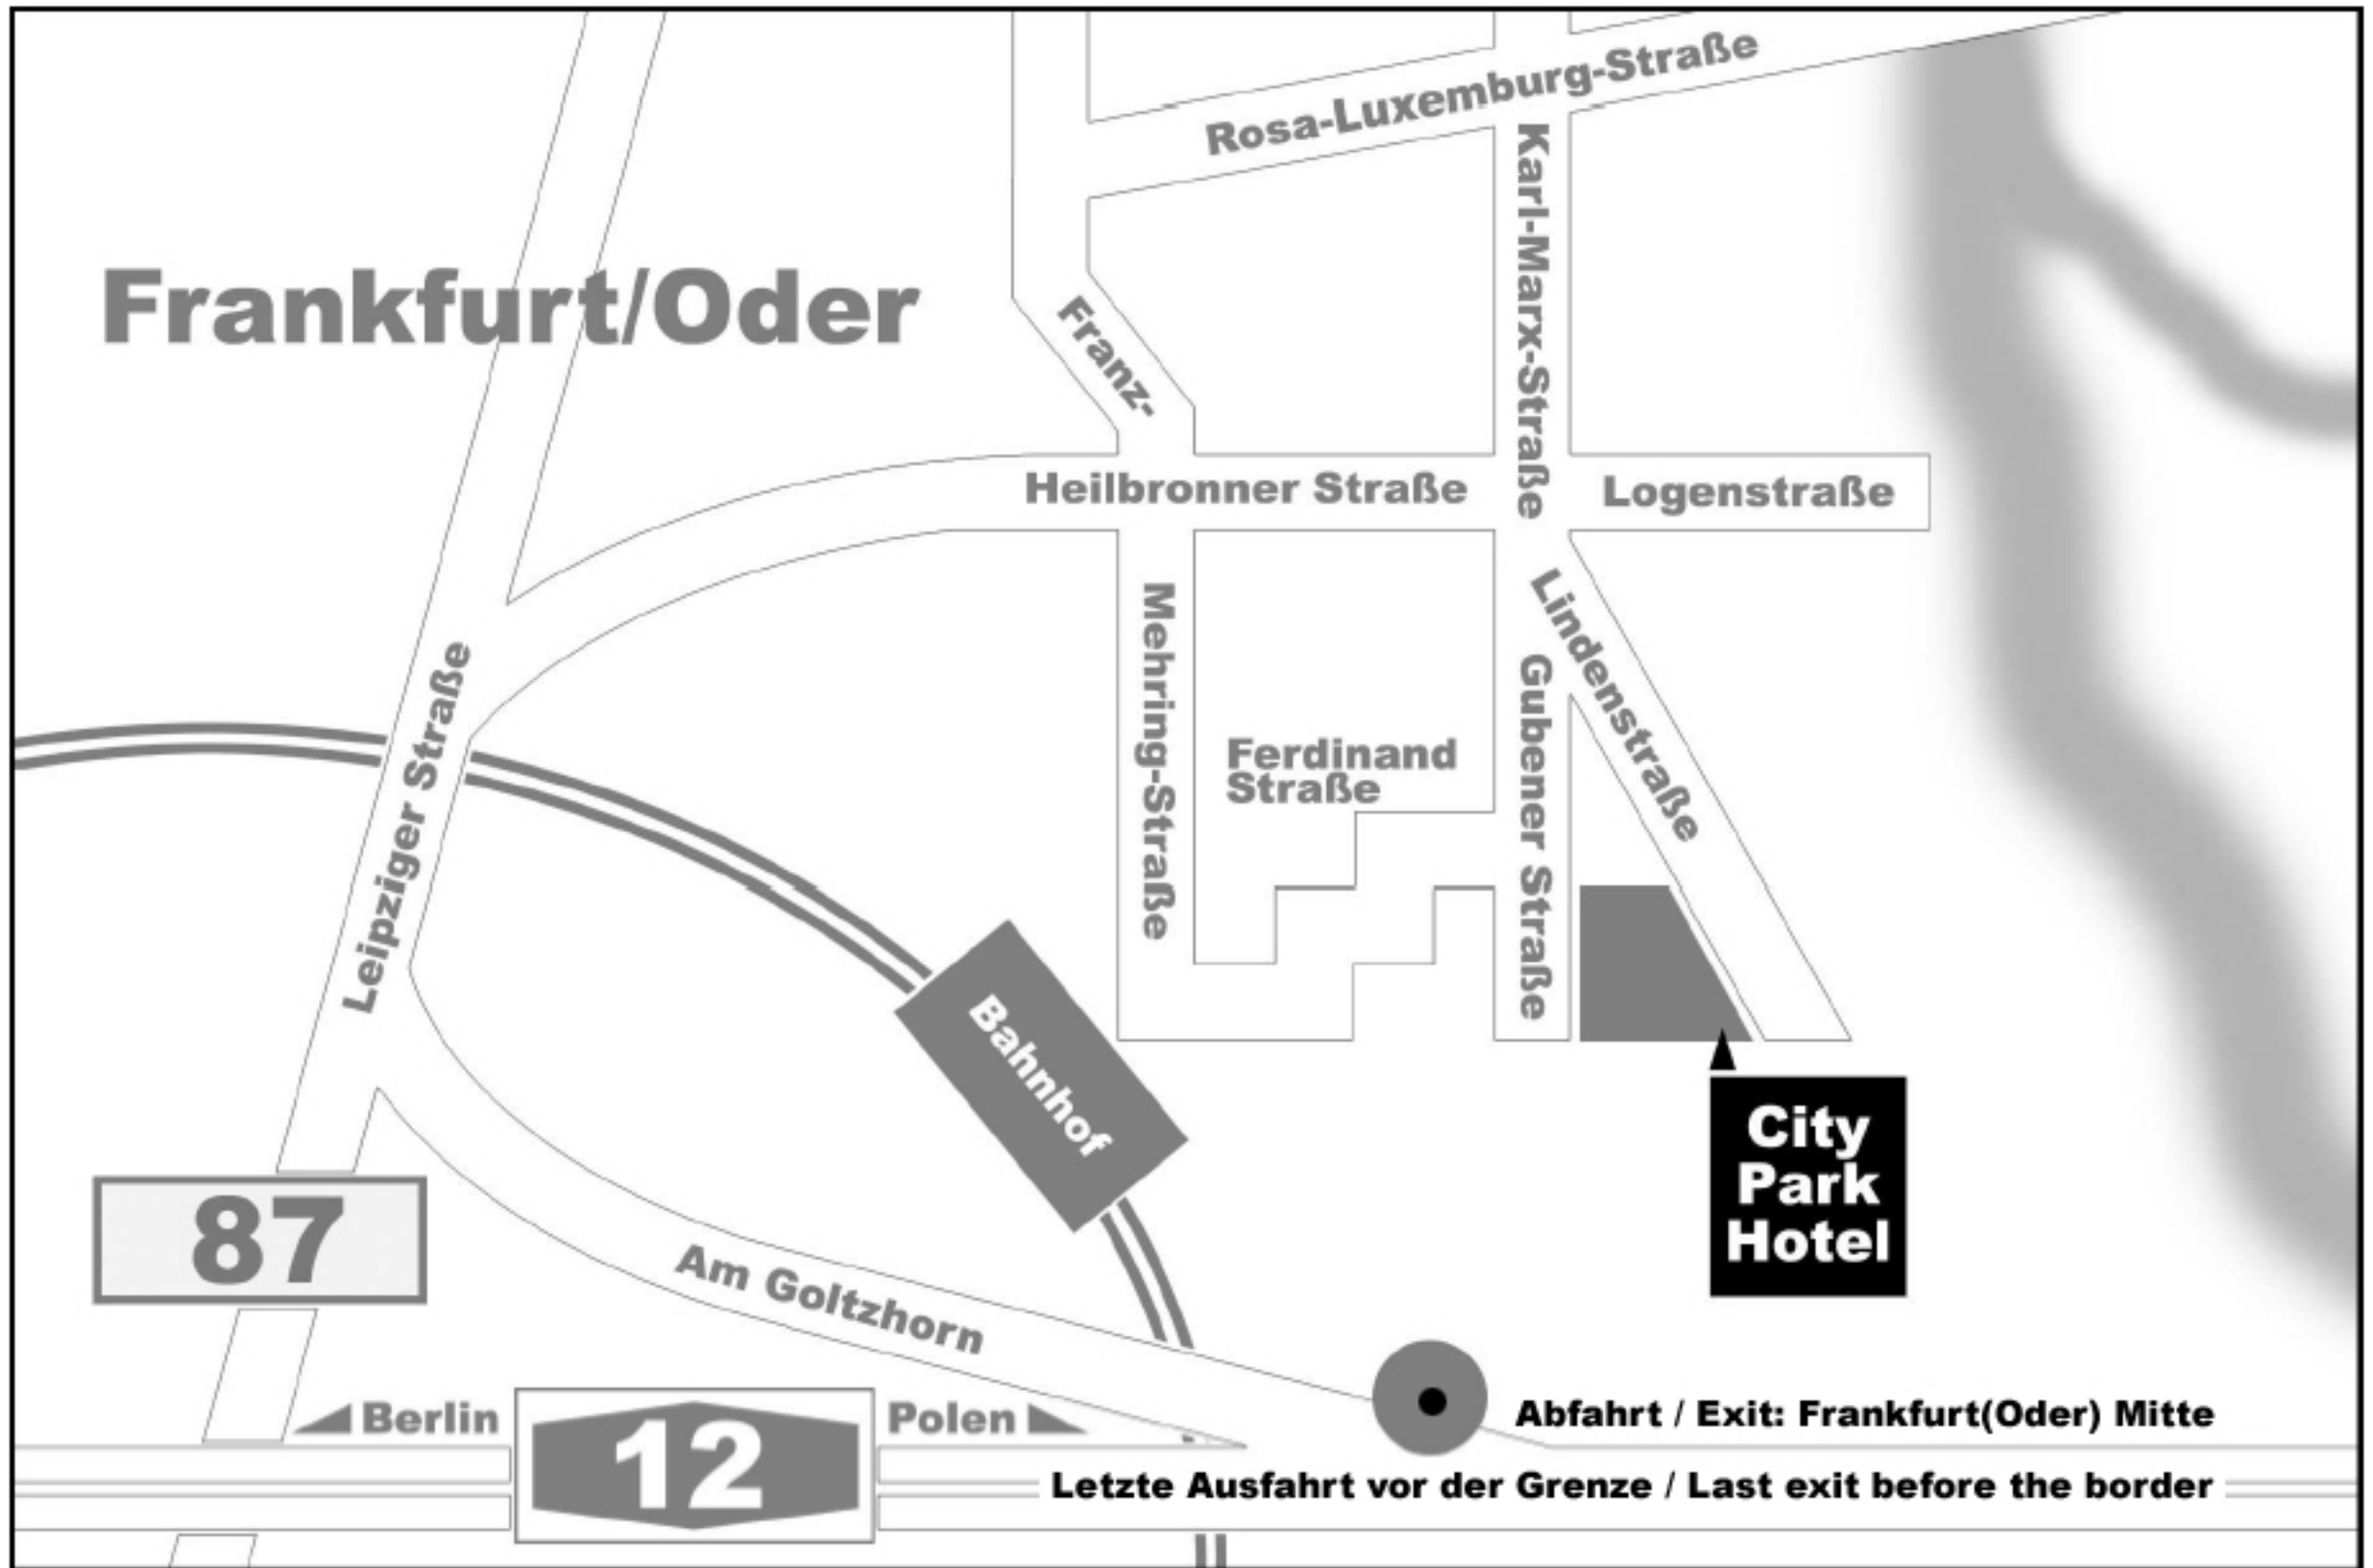 Rosa-Luxemburg-Straße
Karl-Marx-Straße
Frankfurt/Oder
Franz-
Heilbronner Straße
Logenstraße
Mehring-Straße
Lindenstraße
Gubener Straße
Leipziger Straße
Ferdinand
Straße
Bahnhof
City
Park
Hotel
87
Am Goltzhorn
Berlin
12
Polen
Abfahrt / Exit: Frankfurt(Oder) Mitte
Letzte Ausfahrt vor der Grenze / Last exit before the border